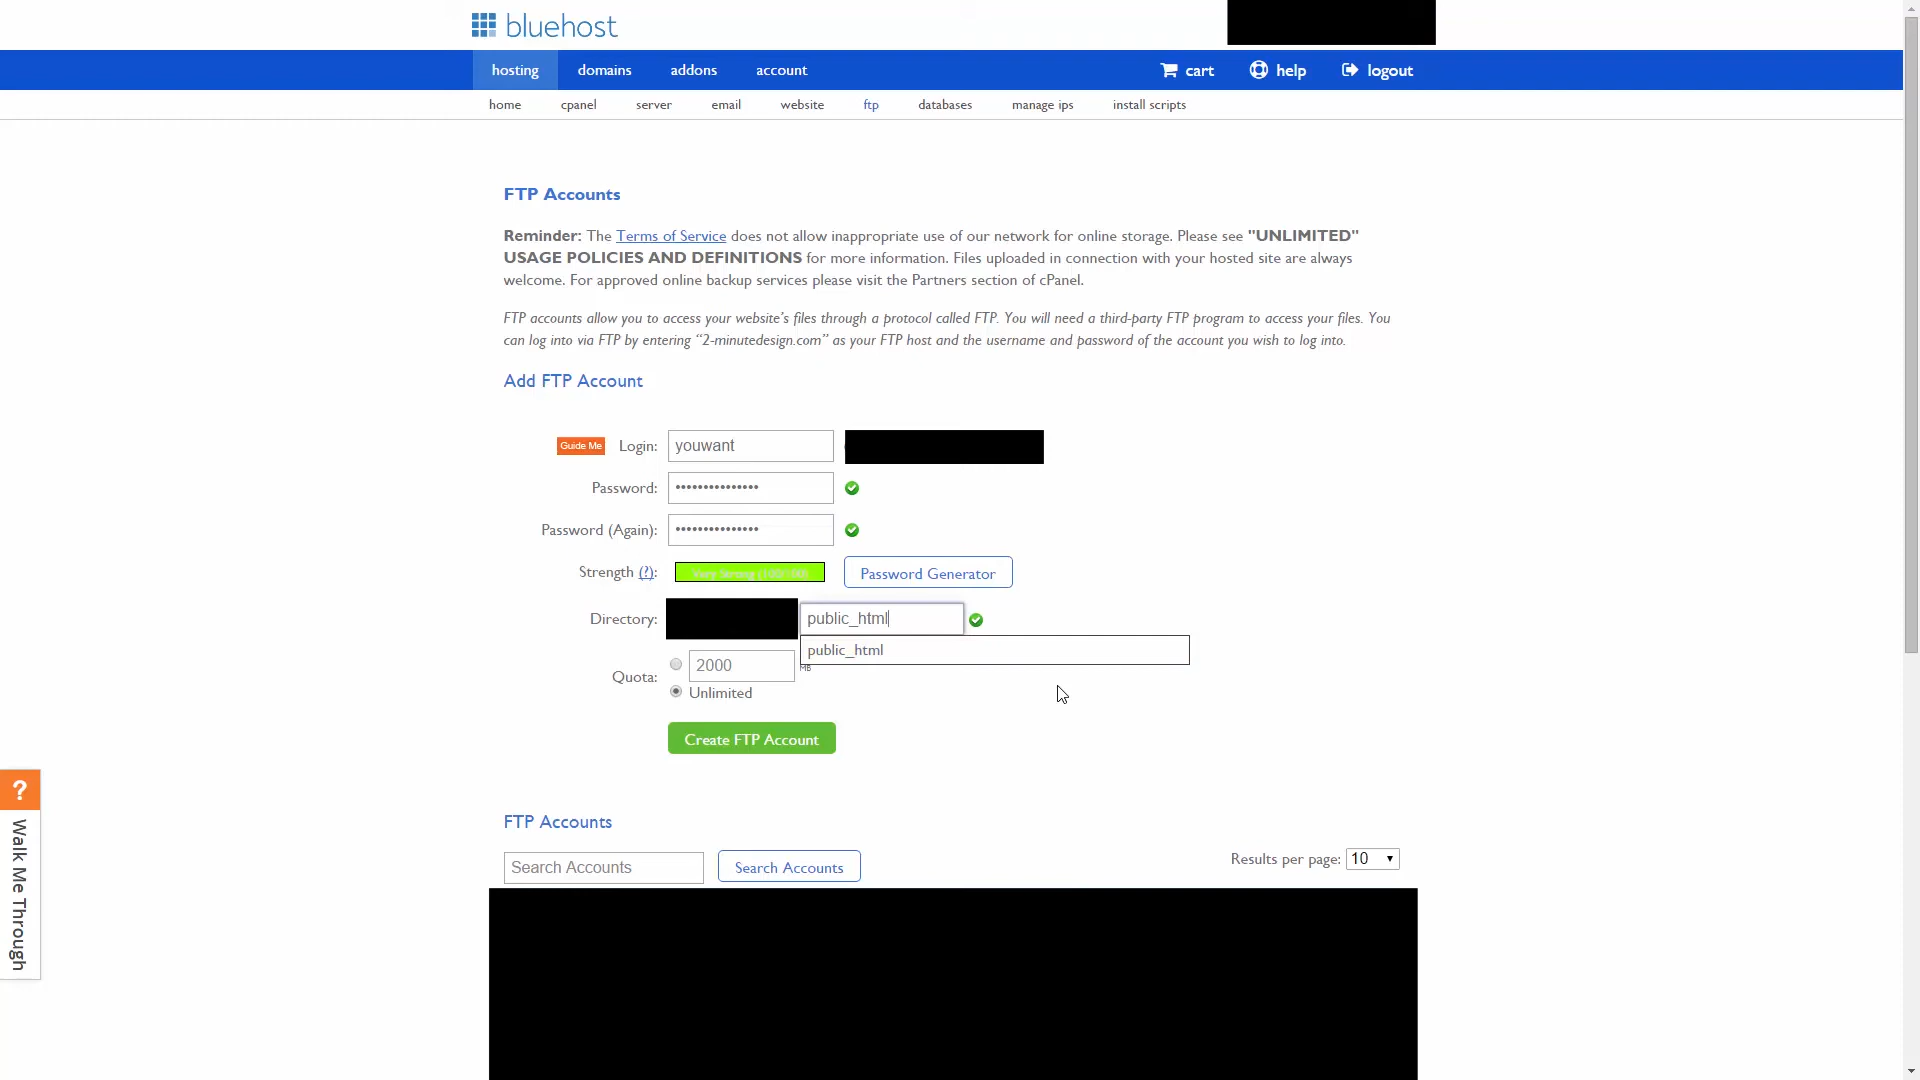 bluehost
hosting domains addons account cart help logout
home cpanel server email website ftp databases manage ips install scripts
FTP Accounts
Reminder: The Terms of Service does not allow inappropriate use of our network for online storage. Please see "UNLIMITED"
USAGE POLICIES AND DEFINITIONS for more information. Files uploaded in connection with your hosted site are always
welcome. For approved online backup services please visit the Partners section of cPanel.
FTP accounts allow you to access your website's files through a protocol called FTP. You will need a third-party FTP program to access your files. You
can log into via FTP by entering “2-minutedesign.com” as your FTP host and the username and password of the account you wish to log into.
Add FTP Account
Guide Me Login: youwant
Password: •••••••••••••••
Password (Again): •••••••••••••••
Strength (?): Very Strong (100/100) Password Generator
Directory: public_html
public_html
Quota: 2000 MB
Unlimited
Create FTP Account
? Walk Me Through
FTP Accounts
Search Accounts Search Accounts Results per page: 10